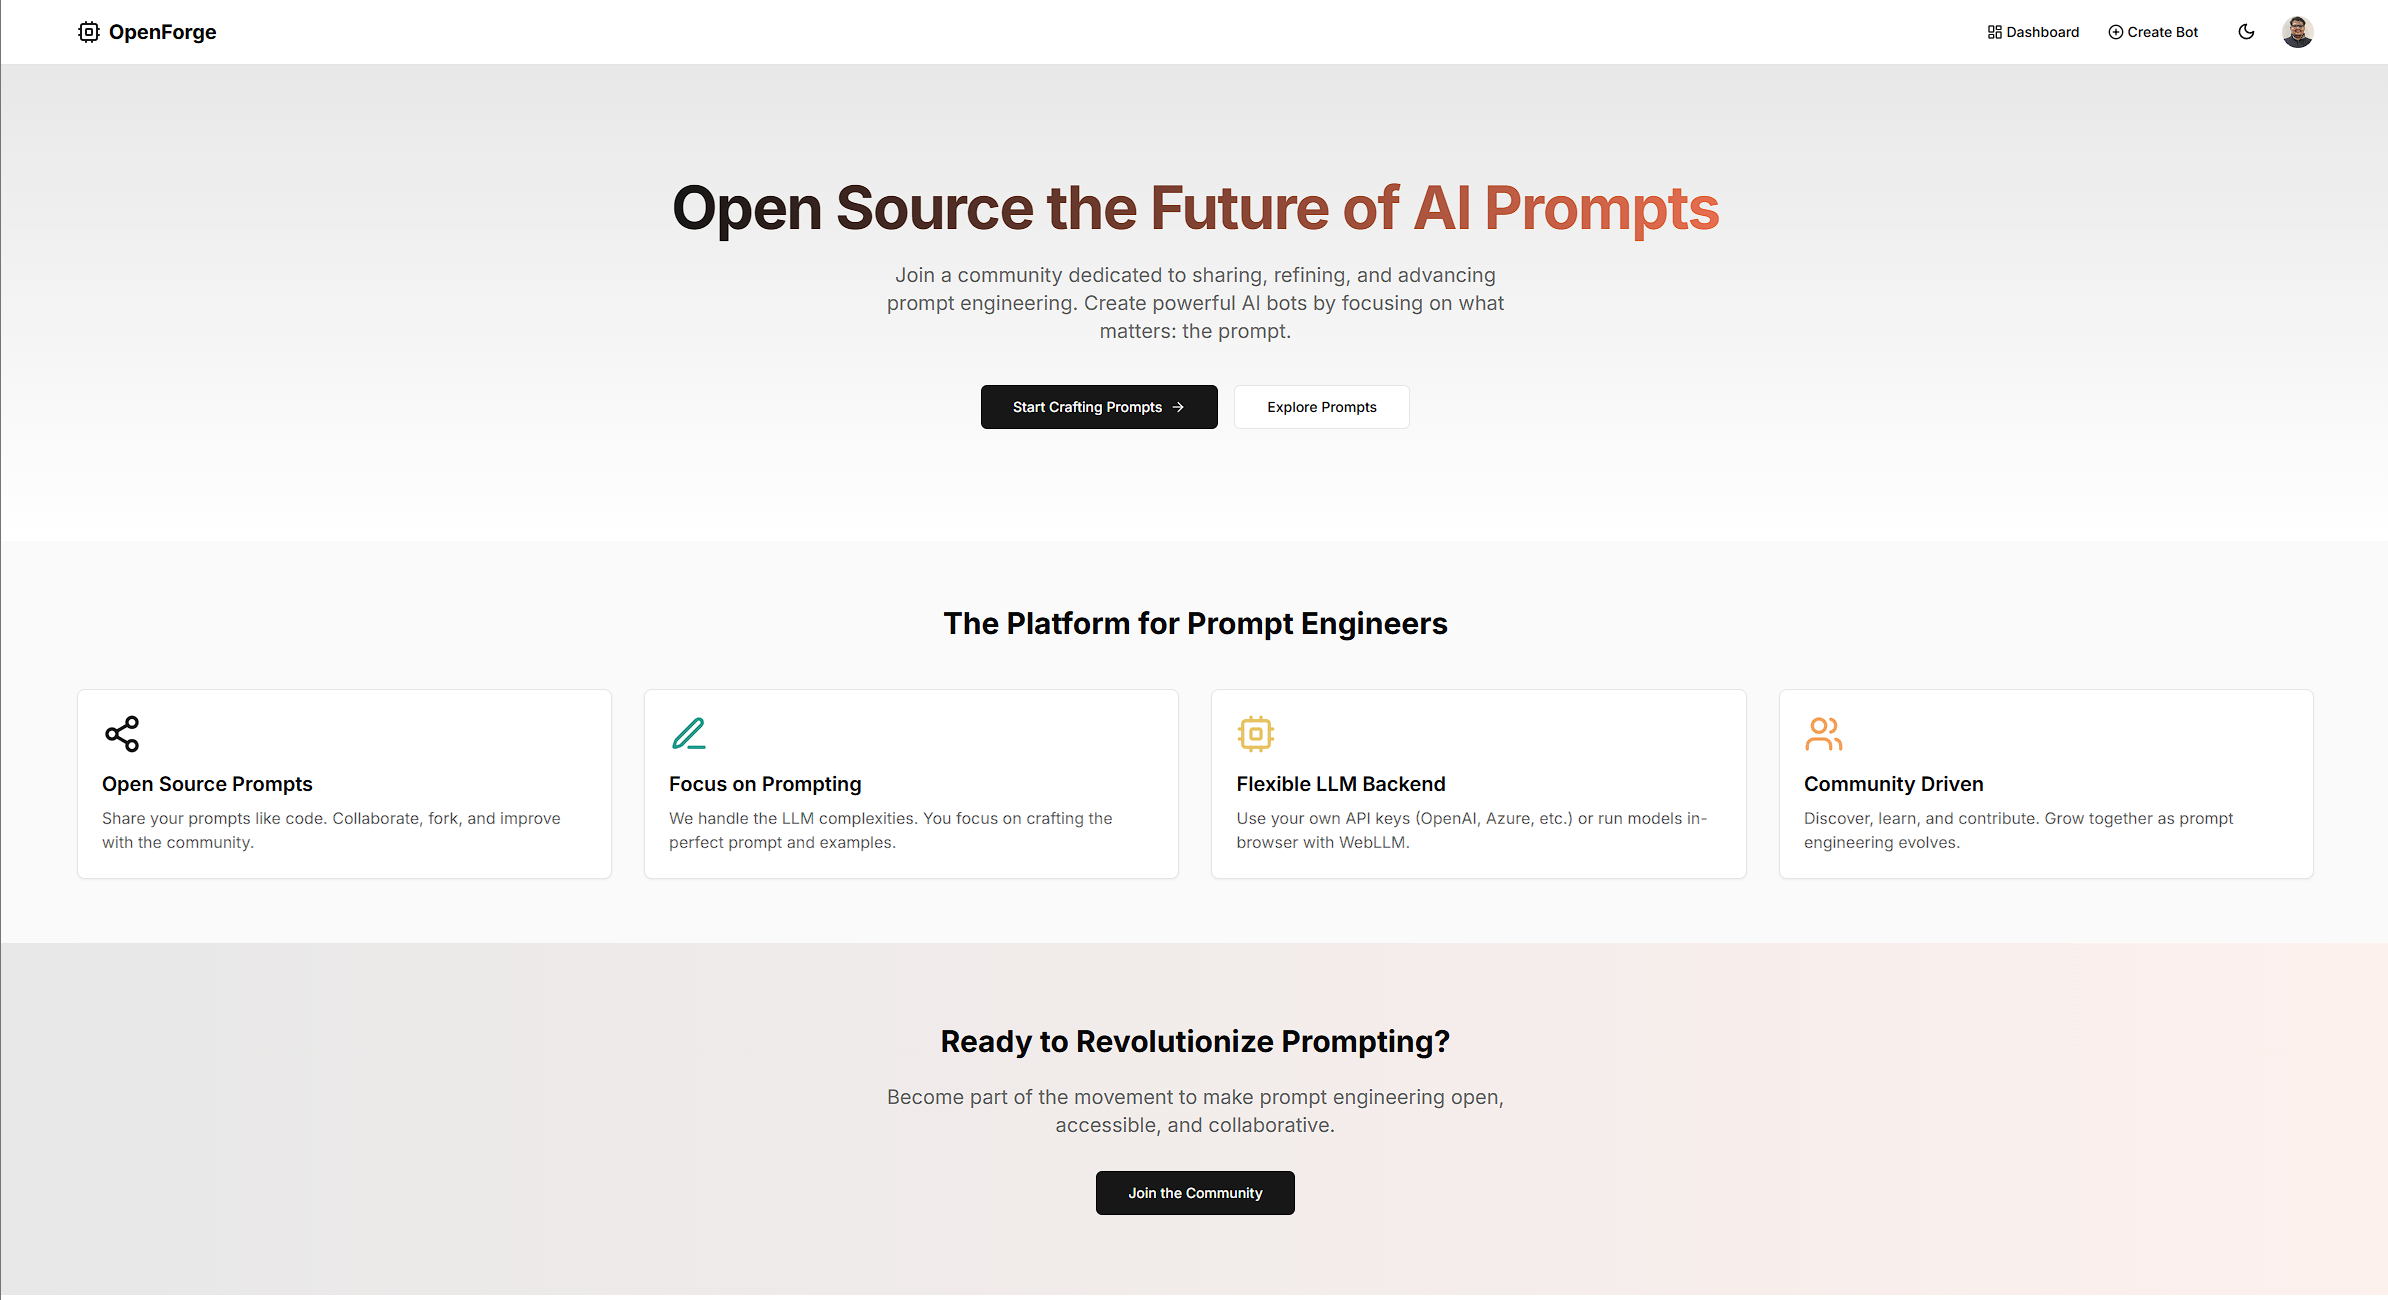 OpenForge
Dashboard
Create Bot
Open Source the Future of AI Prompts
Join a community dedicated to sharing, refining, and advancing
prompt engineering. Create powerful AI bots by focusing on what
matters: the prompt.
Start Crafting Prompts →
Explore Prompts
The Platform for Prompt Engineers
Open Source Prompts
Share your prompts like code. Collaborate, fork, and improve
with the community.
Focus on Prompting
We handle the LLM complexities. You focus on crafting the
perfect prompt and examples.
Flexible LLM Backend
Use your own API keys (OpenAI, Azure, etc.) or run models in-
browser with WebLLM.
Community Driven
Discover, learn, and contribute. Grow together as prompt
engineering evolves.
Ready to Revolutionize Prompting?
Become part of the movement to make prompt engineering open,
accessible, and collaborative.
Join the Community